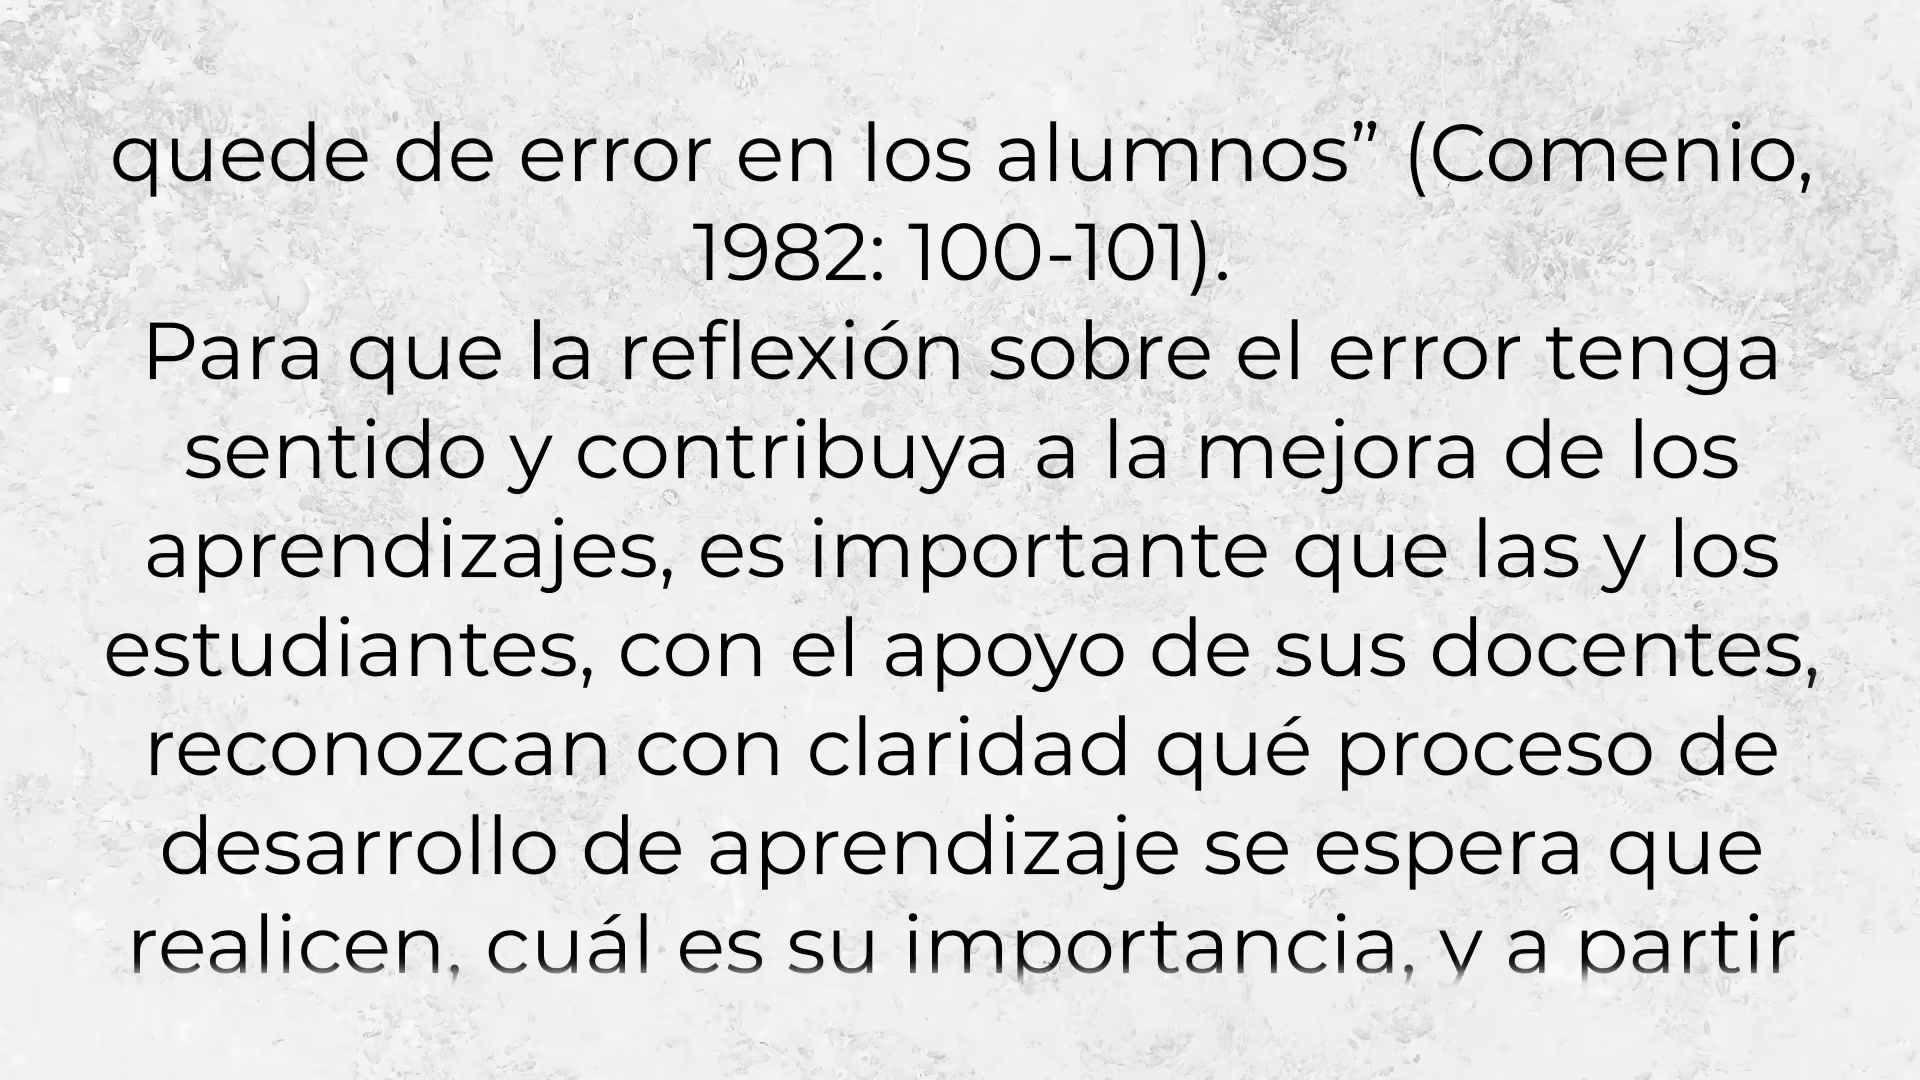 quede de error en los alumnos” (Comenio,
1982: 100-101).
Para que la reflexión sobre el error tenga
sentido y contribuya a la mejora de los
aprendizajes, es importante que las y los
estudiantes, con el apoyo de sus docentes,
reconozcan con claridad qué proceso de
desarrollo de aprendizaje se espera que
realicen, cuál es su importancia, y a partir